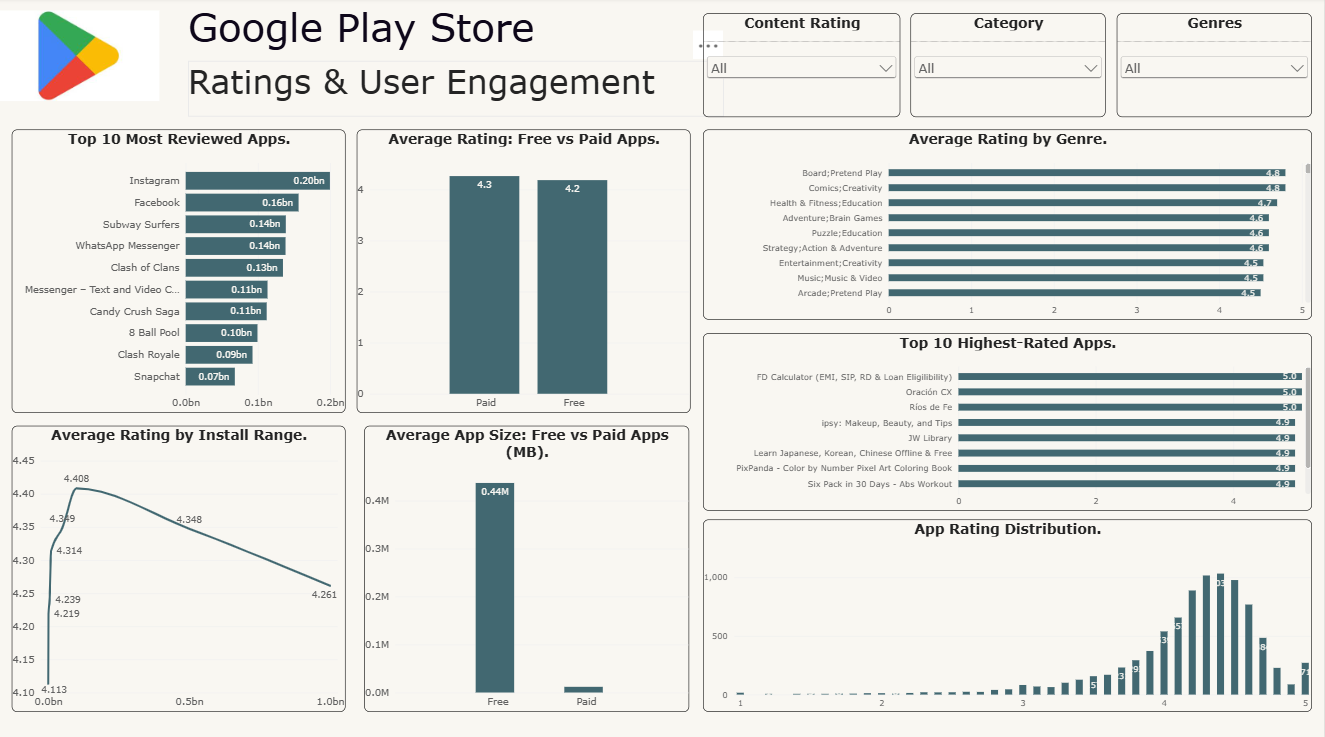 Google Play Store
Ratings & User Engagement
Content Rating
All
Category
All
Genres
All
Top 10 Most Reviewed Apps.
Instagram 0.20bn
Facebook 0.16bn
Subway Surfers 0.14bn
WhatsApp Messenger 0.14bn
Clash of Clans 0.13bn
Messenger – Text and Video C... 0.11bn
Candy Crush Saga 0.11bn
8 Ball Pool 0.10bn
Clash Royale 0.09bn
Snapchat 0.07bn
0.0bn 0.1bn 0.2bn
Average Rating: Free vs Paid Apps.
4.3 4.2
4
3
2
1
0
Paid Free
Average Rating by Genre.
Board;Pretend Play 4.8
Comics;Creativity 4.8
Health & Fitness;Education 4.7
Adventure;Brain Games 4.6
Puzzle;Education 4.6
Strategy;Action & Adventure 4.6
Entertainment;Creativity 4.5
Music;Music & Video 4.5
Arcade;Pretend Play 4.5
0 1 2 3 4 5
Top 10 Highest-Rated Apps.
FD Calculator (EMI, SIP, RD & Loan Eligilibility) 5.0
Oración CX 5.0
Ríos de Fe 5.0
ipsy: Makeup, Beauty, and Tips 4.9
JW Library 4.9
Learn Japanese, Korean, Chinese Offline & Free 4.9
PixPanda - Color by Number Pixel Art Coloring Book 4.9
Six Pack in 30 Days - Abs Workout 4.9
0 2 4
Average Rating by Install Range.
4.45
4.40
4.35
4.30
4.25
4.20
4.15
4.10
4.408
4.349
4.348
4.314
4.261
4.239
4.219
4.113
0.0bn 0.5bn 1.0bn
Average App Size: Free vs Paid Apps
(MB).
0.44M
0.4M
0.3M
0.2M
0.1M
0.0M
Free Paid
App Rating Distribution.
1,000
500
0
1 2 3 4 5